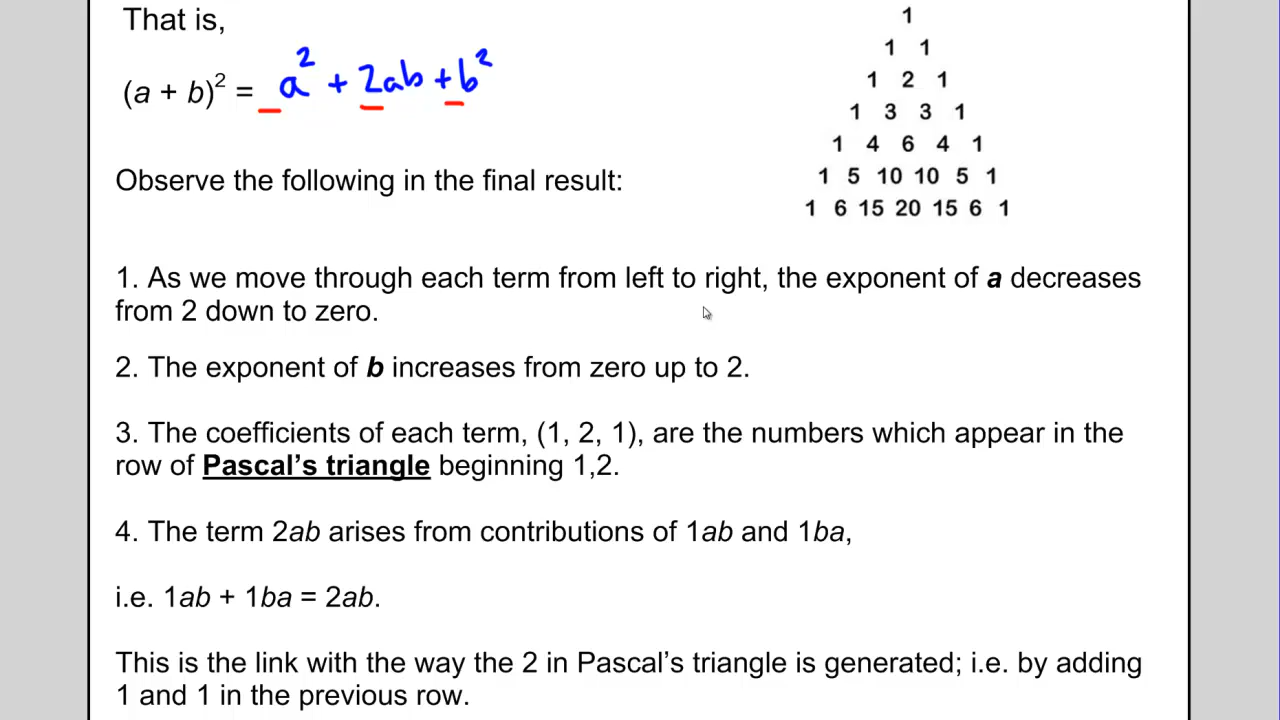 That is,
(a + b)² = a² + 2ab + b²
1
1 1
1 2 1
1 3 3 1
1 4 6 4 1
1 5 10 10 5 1
1 6 15 20 15 6 1
Observe the following in the final result:
1. As we move through each term from left to right, the exponent of a decreases
from 2 down to zero.
2. The exponent of b increases from zero up to 2.
3. The coefficients of each term, (1, 2, 1), are the numbers which appear in the
row of Pascal's triangle beginning 1,2.
4. The term 2ab arises from contributions of 1ab and 1ba,
i.e. 1ab + 1ba = 2ab.
This is the link with the way the 2 in Pascal's triangle is generated; i.e. by adding
1 and 1 in the previous row.